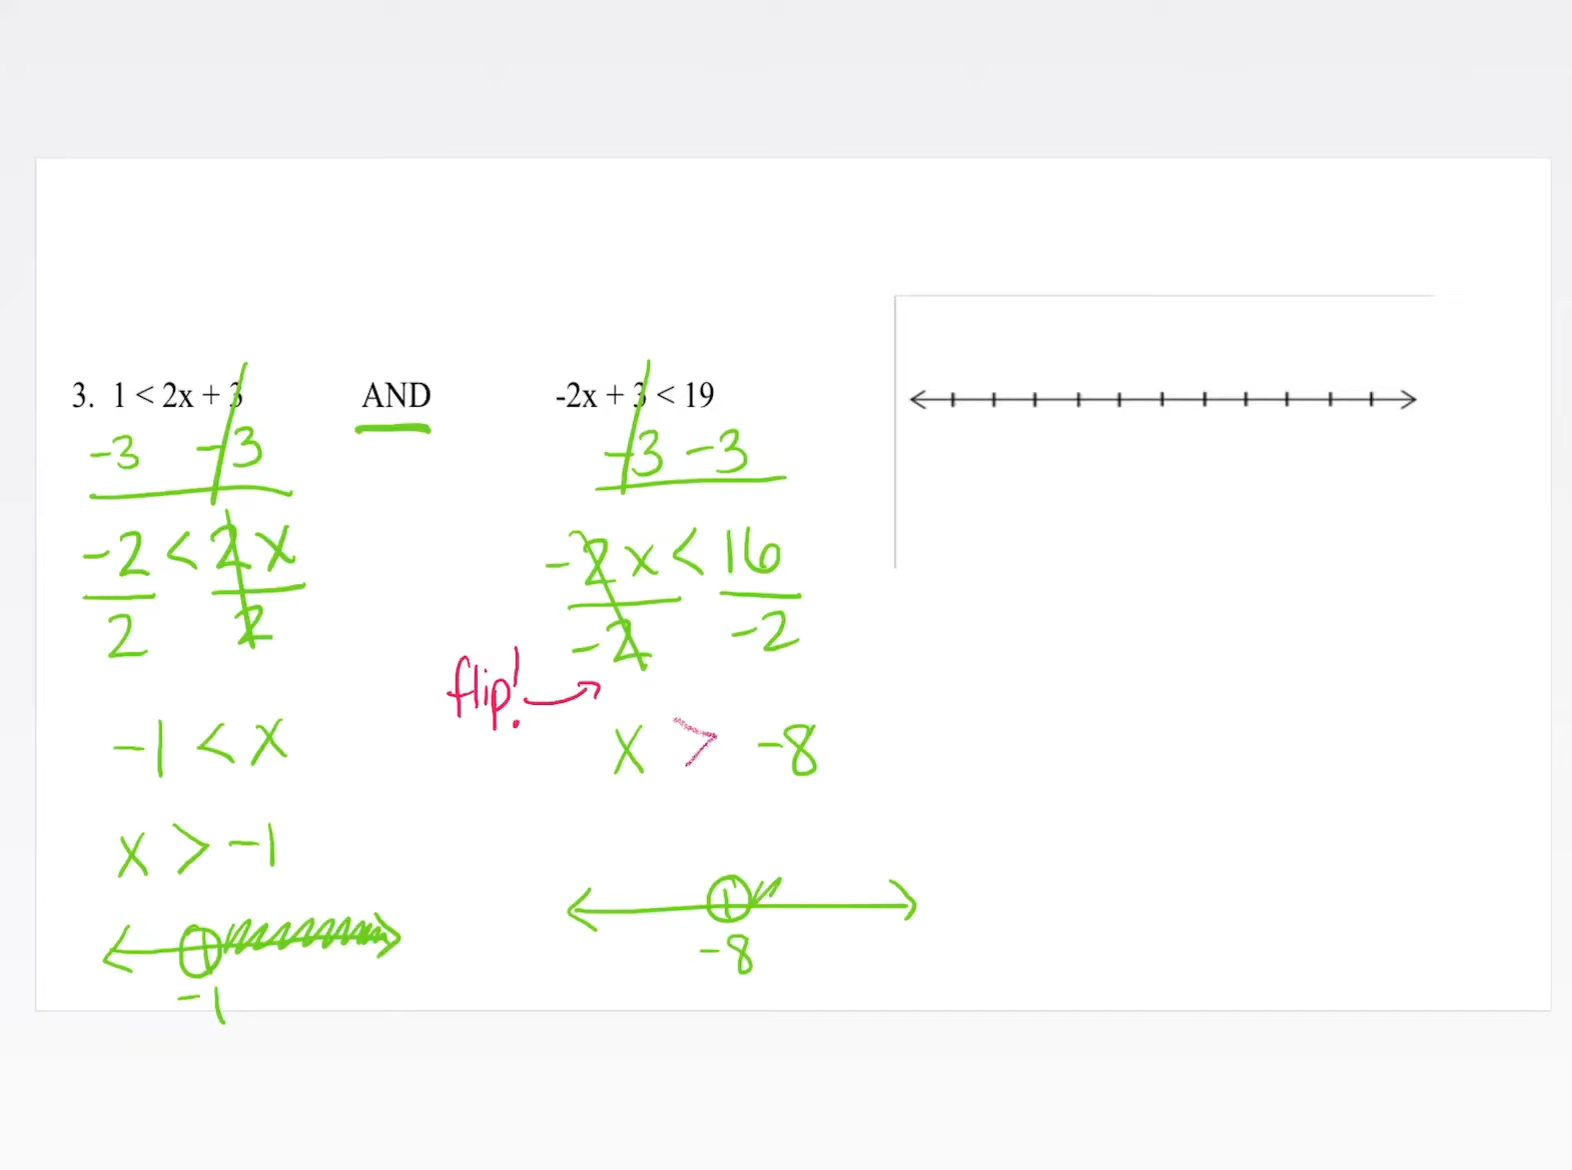 3. 1 < 2x + 3 AND -2x + 3 < 19
-3 -3 -3 -3
-2 < 2x -2x < 16
2 2 -2 -2
flip!
-1 < x x > -8
x > -1
-1 -8